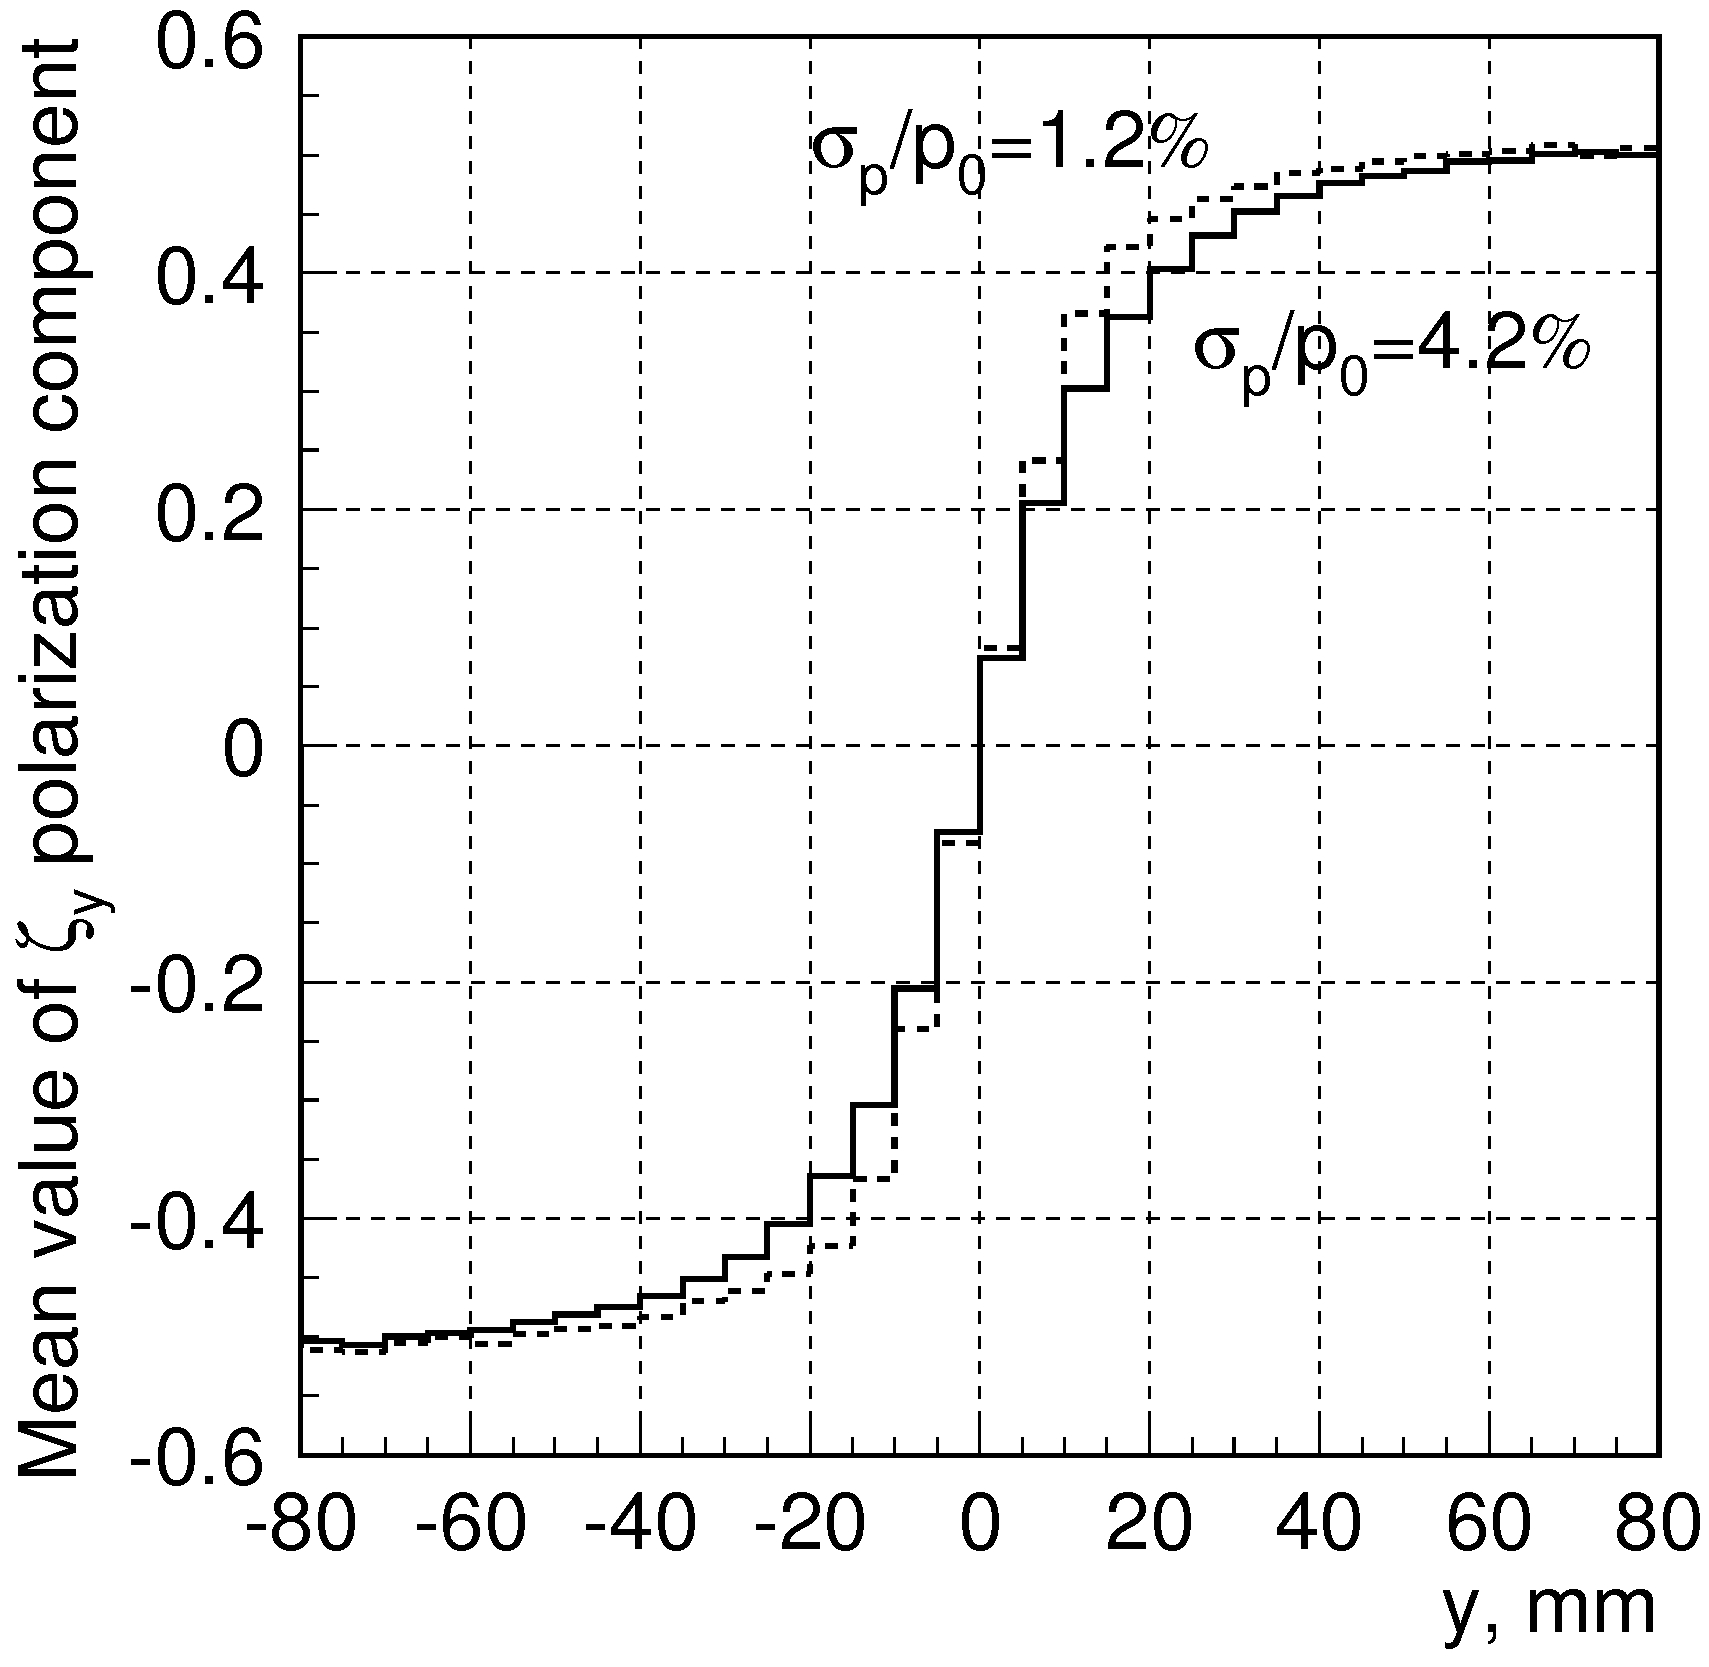 Mean value of ζy polarization component
0.6
0.4
0.2
0
-0.2
-0.4
-0.6
σp/p0=1.2%
σp/p0=4.2%
-80 -60 -40 -20 0 20 40 60 80
y, mm